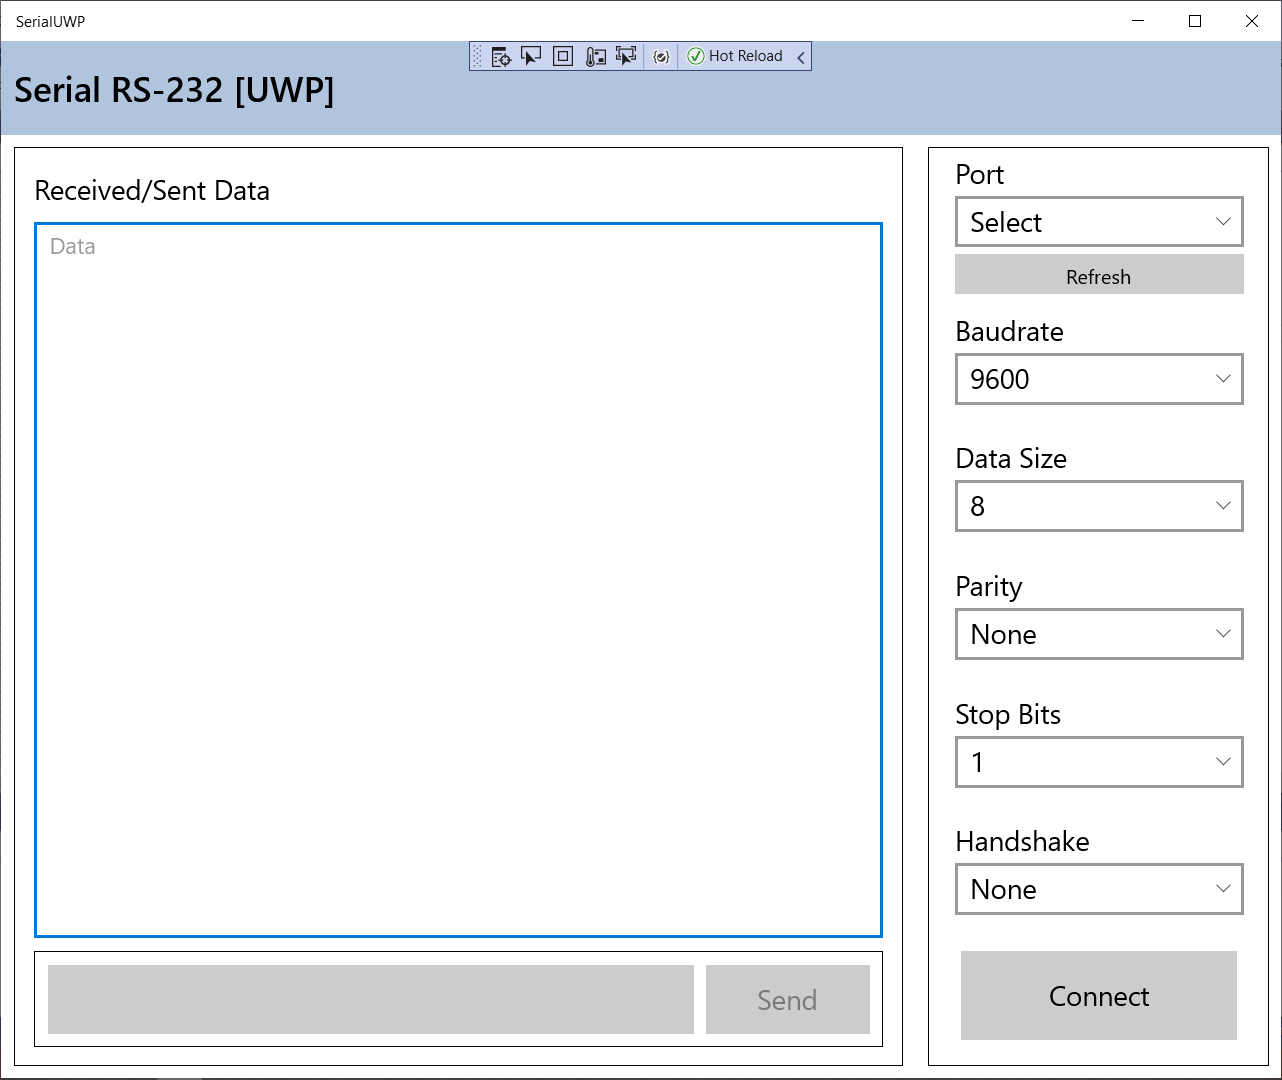 SerialUWP
Hot Reload
Serial RS-232 [UWP]
Received/Sent Data
Data
Send
Port
Select
Refresh
Baudrate
9600
Data Size
8
Parity
None
Stop Bits
1
Handshake
None
Connect